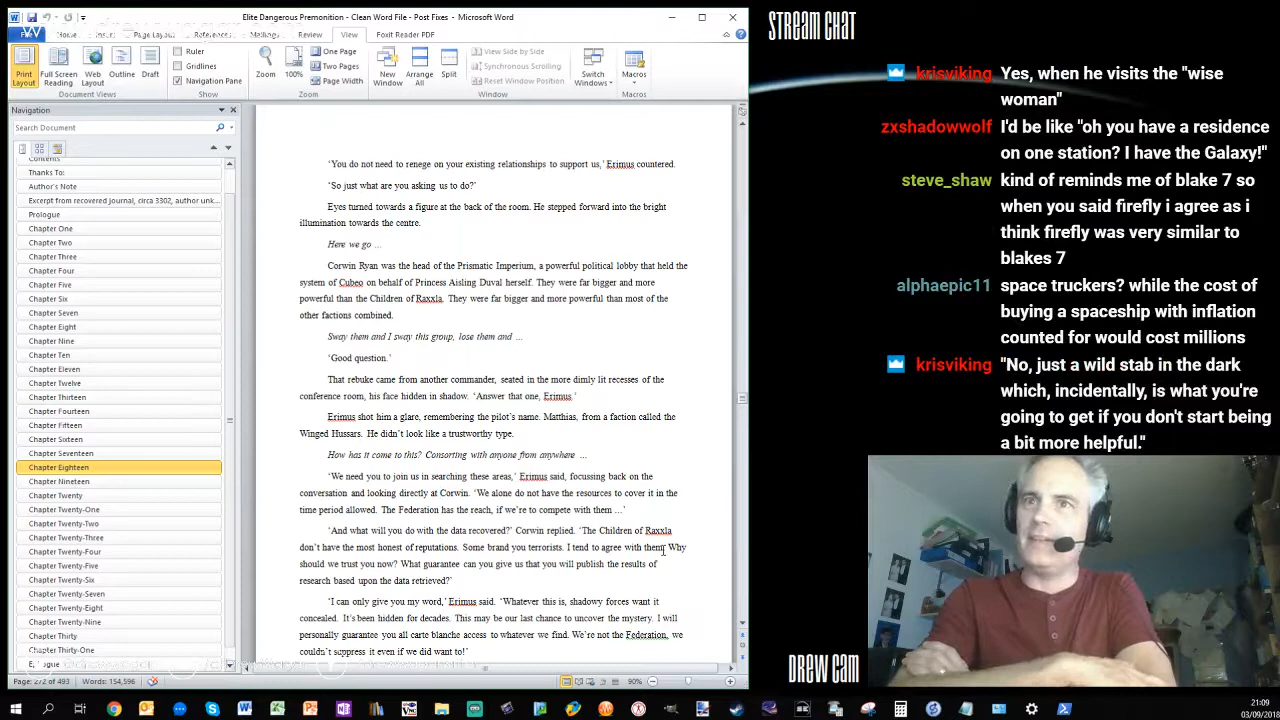 Elite Dangerous Premonition - Clean Word File - Post Fixes - Microsoft Word
File Home Insert Page Layout References Mailings Review View Foxit Reader PDF
Print Layout
Full Screen Reading
Web Layout
Outline
Draft
Document Views
Ruler
Gridlines
Navigation Pane
Show
Zoom
100%
One Page
Two Pages
Page Width
Zoom
New Window
Arrange All
Split
View Side by Side
Synchronous Scrolling
Reset Window Position
Window
Switch Windows
Macros
Macros
Navigation
Search Document
Contents
Thanks To:
Author's Note
Excerpt from recovered journal, circa 3302, author unk...
Prologue
Chapter One
Chapter Two
Chapter Three
Chapter Four
Chapter Five
Chapter Six
Chapter Seven
Chapter Eight
Chapter Nine
Chapter Ten
Chapter Eleven
Chapter Twelve
Chapter Thirteen
Chapter Fourteen
Chapter Fifteen
Chapter Sixteen
Chapter Seventeen
Chapter Eighteen
Chapter Nineteen
Chapter Twenty
Chapter Twenty-One
Chapter Twenty-Two
Chapter Twenty-Three
Chapter Twenty-Four
Chapter Twenty-Five
Chapter Twenty-Six
Chapter Twenty-Seven
Chapter Twenty-Eight
Chapter Twenty-Nine
Chapter Thirty
Chapter Thirty-One
Epilogue
‘You do not need to renege on your existing relationships to support us,’ Erimus countered.
‘So just what are you asking us to do?’
Eyes turned towards a figure at the back of the room. He stepped forward into the bright
illumination towards the centre.
Here we go …
Corwin Ryan was the head of the Prismatic Imperium, a powerful political lobby that held the
system of Cubeo on behalf of Princess Aisling Duval herself. They were far bigger and more
powerful than the Children of Raxxla. They were far bigger and more powerful than most of the
other factions combined.
Sway them and I sway this group, lose them and …
‘Good question.’
That rebuke came from another commander, seated in the more dimly lit recesses of the
conference room, his face hidden in shadow. ‘Answer that one, Erimus.’
Erimus shot him a glare, remembering the pilot’s name. Matthias, from a faction called the
Winged Hussars. He didn’t look like a trustworthy type.
How has it come to this? Consorting with anyone from anywhere …
‘We need you to join us in searching these areas,’ Erimus said, focussing back on the
conversation and looking directly at Corwin. ‘We alone do not have the resources to cover it in the
time period allowed. The Federation has the reach, if we’re to compete with them …’
‘And what will you do with the data recovered?’ Corwin replied. ‘The Children of Raxxla
don’t have the most honest of reputations. Some brand you terrorists. I tend to agree with them. Why
should we trust you now? What guarantee can you give us that you will publish the results of
research based upon the data retrieved?’
‘I can only give you my word,’ Erimus said. ‘Whatever this is, shadowy forces want it
concealed. It’s been hidden for decades. This may be our last chance to uncover the mystery. I will
personally guarantee you all carte blanche access to whatever we find. We’re not the Federation, we
couldn’t suppress it even if we did want to!’
Page: 272 of 493 Words: 154,596
90%
STREAM CHAT
krisviking Yes, when he visits the "wise
woman"
zxshadowwolf I'd be like "oh you have a residence
on one station? I have the Galaxy!"
steve_shaw kind of reminds me of blake 7 so
when you said firefly i agree as i
think firefly was very similar to
blakes 7
alphaepic11 space truckers? while the cost of
buying a spaceship with inflation
counted for would cost millions
krisviking "No, just a wild stab in the dark
which, incidentally, is what you're
going to get if you don't start being
a bit more helpful."
DREW CAM
21:09
03/09/2018